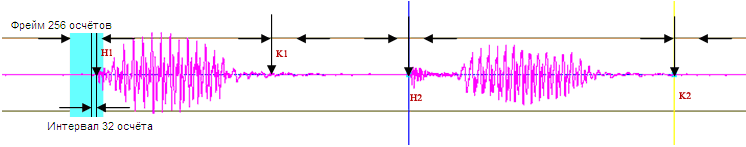 Фрейм 256 осчётов
H1
K1
H2
K2
Интервал 32 осчёта